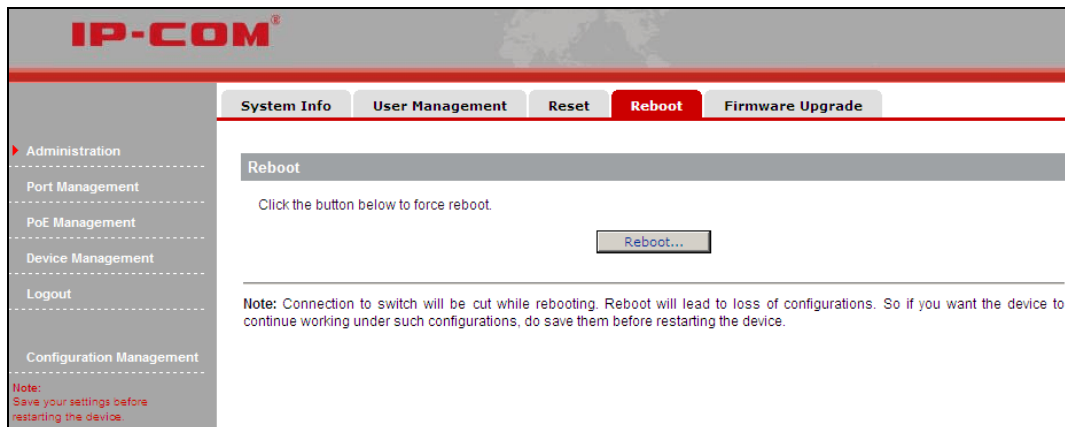 IP-COM®
System Info User Management Reset Reboot Firmware Upgrade
Administration
Port Management
PoE Management
Device Management
Logout
Configuration Management
Note:
Save your settings before
restarting the device.
Reboot
Click the button below to force reboot.
Reboot...
Note: Connection to switch will be cut while rebooting. Reboot will lead to loss of configurations. So if you want the device to
continue working under such configurations, do save them before restarting the device.